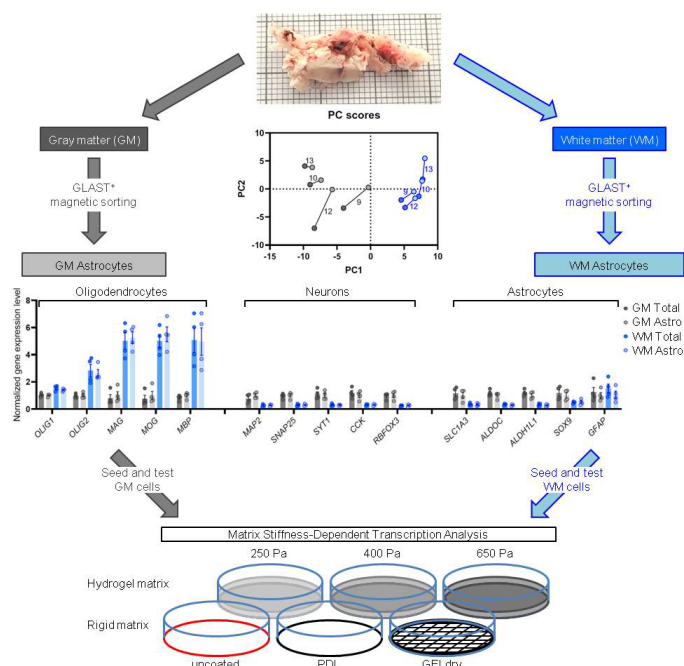 PC scores
Gray matter (GM)
White matter (WM)
GLAST+
magnetic sorting
GLAST+
magnetic sorting
PC2
10
5
0
-5
-10
13
10
12
9
13
10
9
12
-10
-5
0
5
10
PC1
GM Astrocytes
WM Astrocytes
Oligodendrocytes
Neurons
Astrocytes
GM Total
GM Astro
WM Total
WM Astro
Normalized gene expression level
8
6
4
2
0
OLIG1
OLIG2
MAG
MOG
MBP
MAP2
SNAP25
SYT1
CCK
RBFOX3
SLC1A3
ALDOC
ALDH1L1
SOX9
GFAP
Seed and test
GM cells
Seed and test
WM cells
Matrix Stiffness-Dependent Transcription Analysis
250 Pa
400 Pa
650 Pa
Hydrogel matrix
Rigid matrix
uncoated
PDL
GEL dry